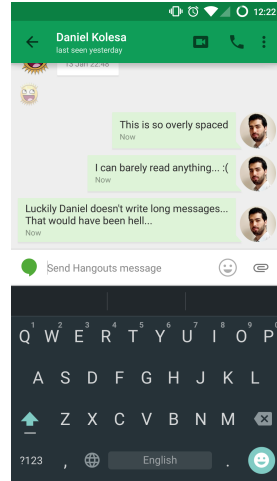 12:22
Daniel Kolesa
last seen yesterday
13 Jan 22:48
This is so overly spaced
Now
I can barely read anything... :(
Now
Luckily Daniel doesn't write long messages...
That would have been hell...
Now
Send Hangouts message
1 2 3 4 5 6 7 8 9 0
Q W E R T Y U I O P
A S D F G H J K L
Z X C V B N M
?123 , English .